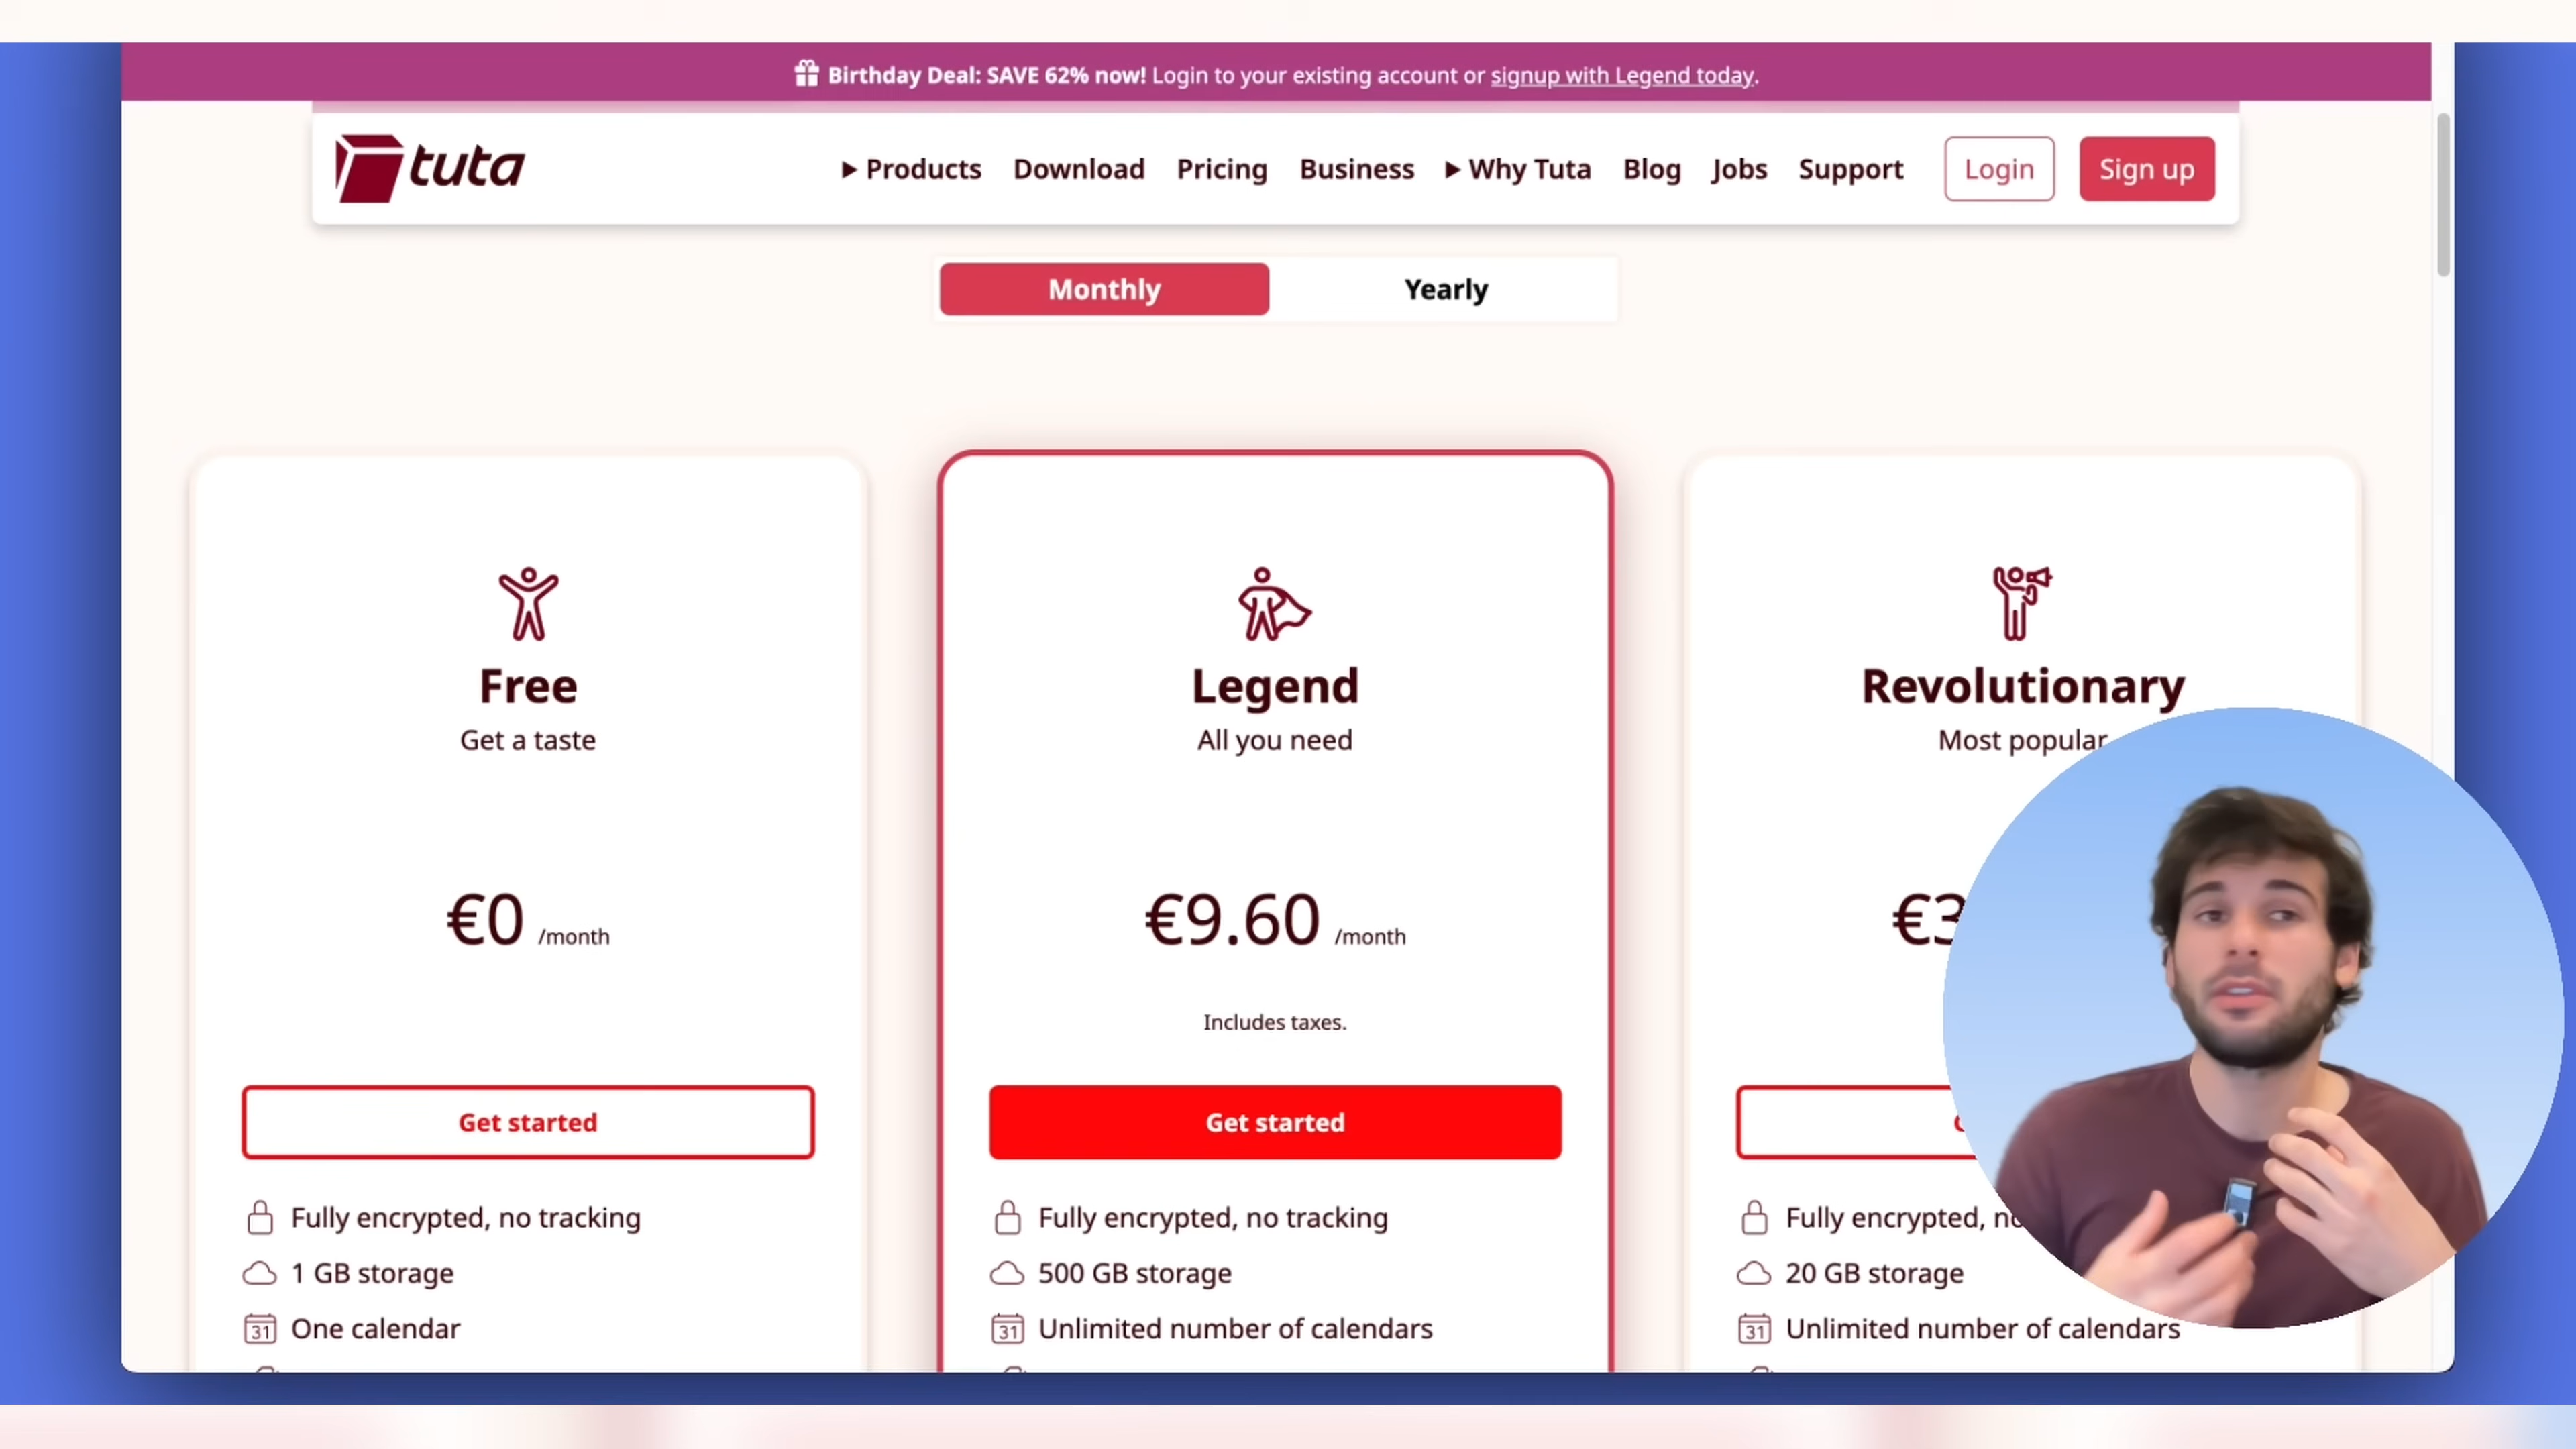 Birthday Deal: SAVE 62% now! Login to your existing account or signup with Legend today.
tuta
Products Download Pricing Business Why Tuta Blog Jobs Support Login Sign up
Monthly Yearly
Free
Get a taste
€0 /month
Get started
Fully encrypted, no tracking
1 GB storage
31 One calendar
Legend
All you need
€9.60 /month
Includes taxes.
Get started
Fully encrypted, no tracking
500 GB storage
31 Unlimited number of calendars
Revolutionary
Most popular
€3
Fully encrypted,
20 GB storage
31 Unlimited number of calendars